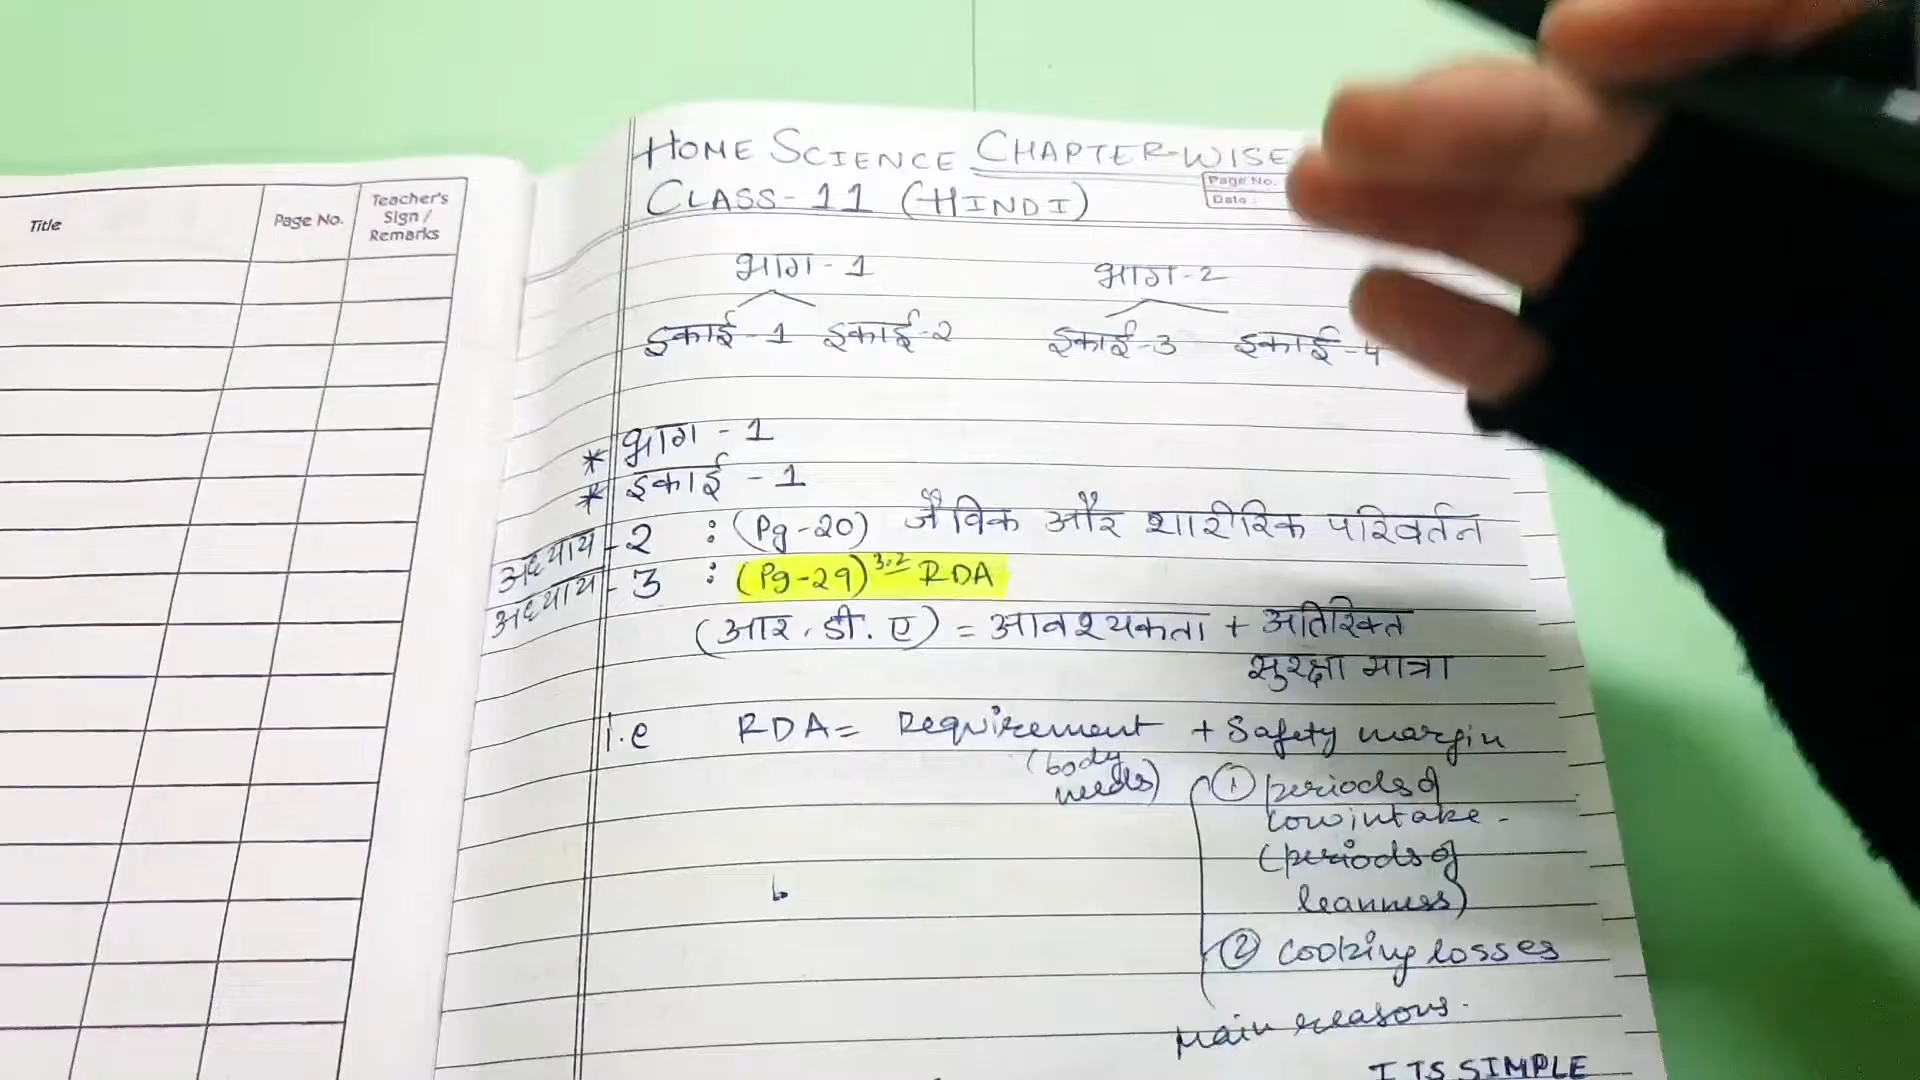 Title
Page No.
Teacher's
Sign /
Remarks
HOME SCIENCE CHAPTER-WISE
Page No.
Date :
CLASS-11 (HINDI)
भाग-1 भाग-2
इकाई-1 इकाई-2 इकाई-3 इकाई-4
* भाग-1
* इकाई-1
अध्याय-2 : (Pg-20) जैविक और शारीरिक परिवर्तन
अध्याय-3 : (Pg-29) 3.2 RDA
(आर.डी.ए) = आवश्यकता + अतिरिक्त
सुरक्षा मात्रा
i.e RDA = Requirement + Safety margin
(body
needs)
① periods of
low intake -
(periods of
leanness)
② cooking losses
Main reasons.
ITS SIMPLE